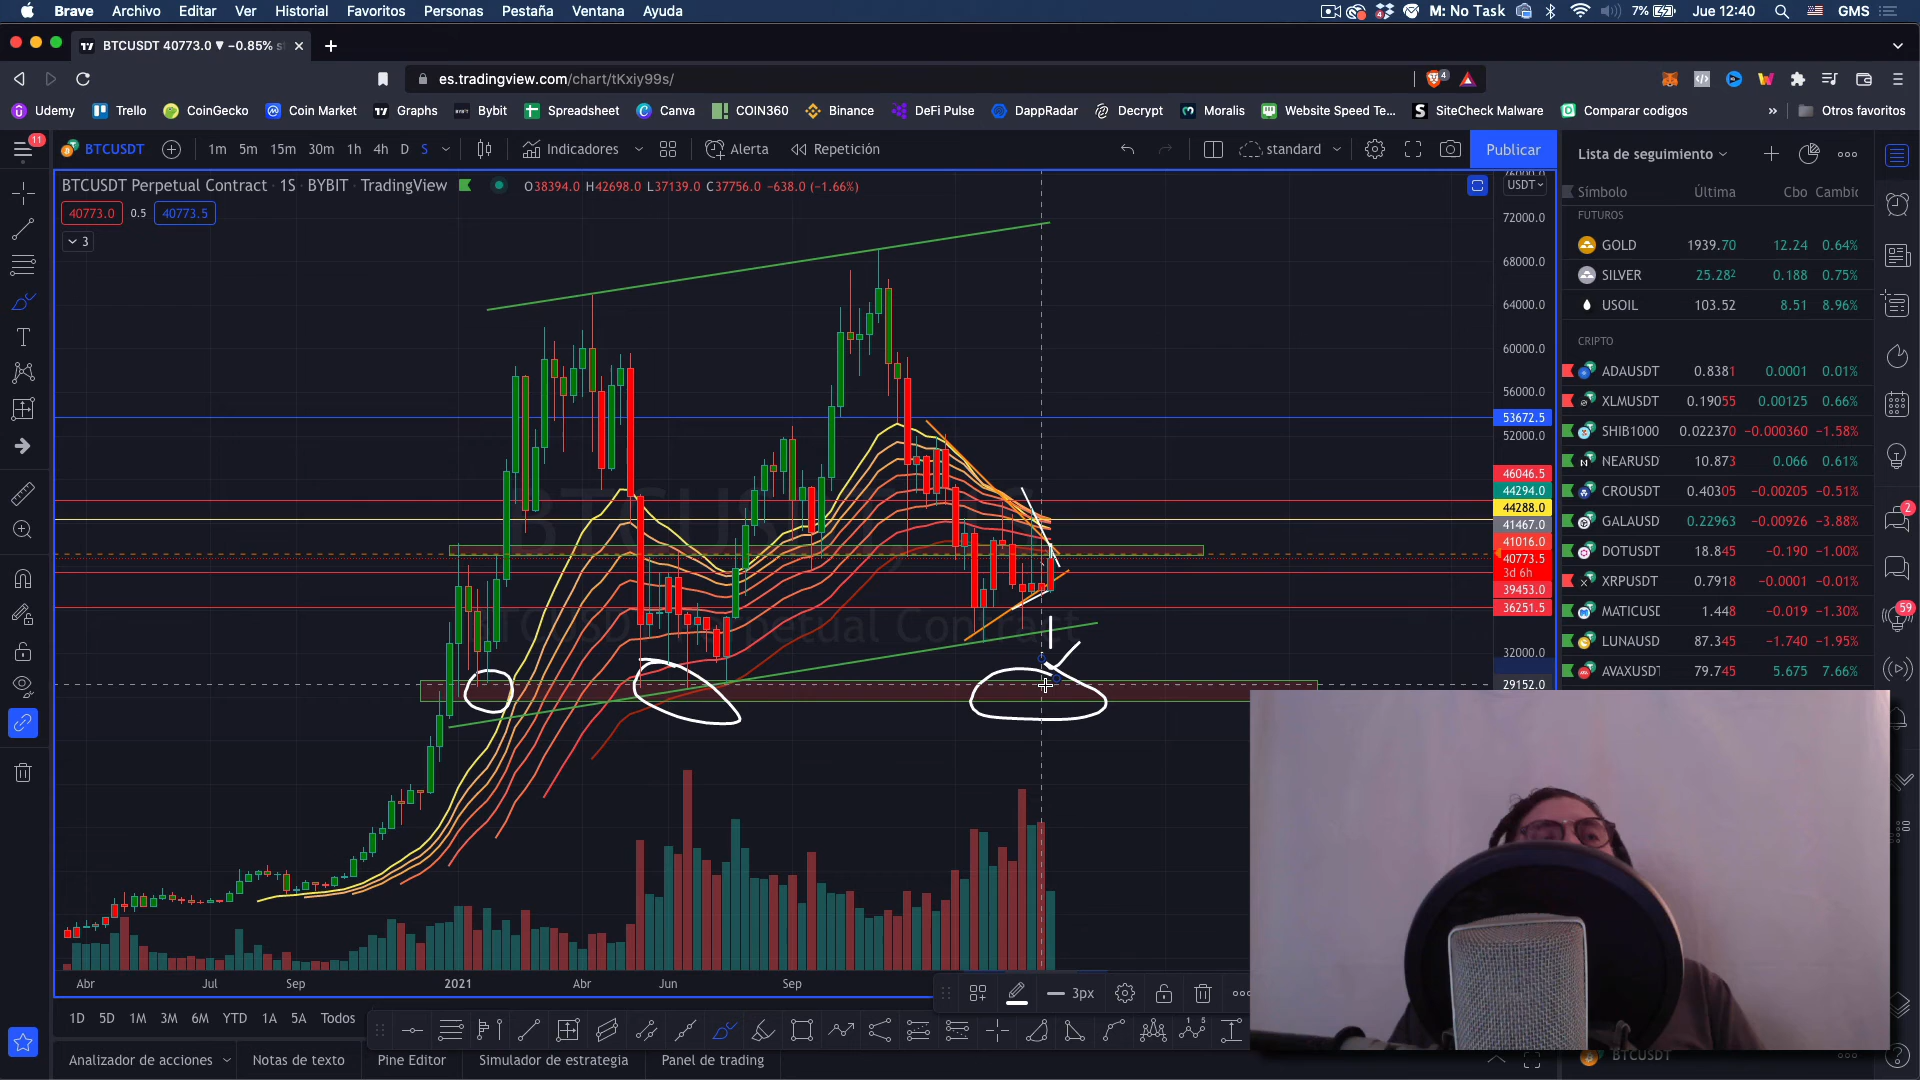 Brave Archivo Editar Ver Historial Favoritos Personas Pestaña Ventana Ayuda 4 M: No Task 7% Jue 12:40 GMS
BTCUSDT 40773.0 ▼ −0.85%
es.tradingview.com/chart/tKxiy99s/ 4
Udemy Trello CoinGecko Coin Market Graphs Bybit Spreadsheet Canva COIN360 Binance DeFi Pulse DappRadar Decrypt Moralis Website Speed Te... SiteCheck Malware Comparar codigos » Otros favoritos
11 BTCUSDT 1m 5m 15m 30m 1h 4h D S Indicadores Alerta Repetición standard Publicar
Lista de seguimiento
BTCUSDT Perpetual Contract · 1S · BYBIT · TradingView O38394.0 H42698.0 L37139.0 C37756.0 −638.0 (−1.66%)
40773.0 0.5 40773.5
3
USDT
76000.0
72000.0
68000.0
64000.0
60000.0
56000.0
53672.5
52000.0
46046.5
44294.0
44288.0
41467.0
41016.0
40773.5
3d 6h
39453.0
36251.5
32000.0
29152.0
BTCUSDT
BTCUSDT Perpetual Contract
Abr Jul Sep 2021 Abr Jun Sep
Símbolo Última Cbo Cambic
FUTUROS
GOLD 1939.70 12.24 0.64%
SILVER 25.282 0.188 0.75%
USOIL 103.52 8.51 8.96%
CRIPTO
ADAUSDT 0.8381 0.0001 0.01%
XLMUSDT 0.19055 0.00125 0.66%
SHIB1000 0.022370 −0.000360 −1.58%
NEARUSD 10.873 0.066 0.61%
CROUSDT 0.40305 −0.00205 −0.51%
GALAUSD 0.22963 −0.00926 −3.88%
DOTUSDT 18.845 −0.190 −1.00%
XRPUSDT 0.7918 −0.0001 −0.01%
MATICUSD 1.448 −0.019 −1.30%
LUNAUSD 87.345 −1.740 −1.95%
AVAXUSDT 79.745 5.675 7.66%
2
59
3px
1D 5D 1M 3M 6M YTD 1A 5A Todos
Analizador de acciones Notas de texto Pine Editor Simulador de estrategia Panel de trading
BTCUSDT